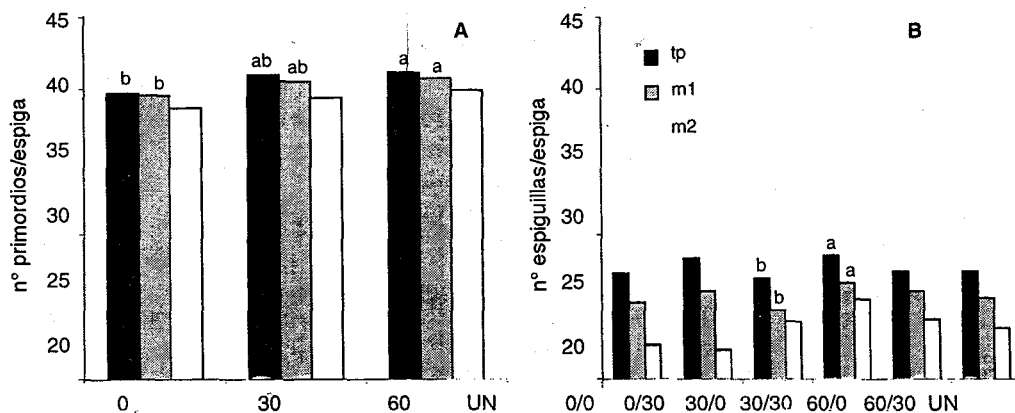 45
40
35
30
25
20
n° primordios/espiga
A
b b
ab ab
a a
0 30 60 UN
45
40
35
30
25
20
n° espiguillas/espiga
B
tp
m1
m2
b
b
a
a
0/0 0/30 30/0 30/30 60/0 60/30 UN